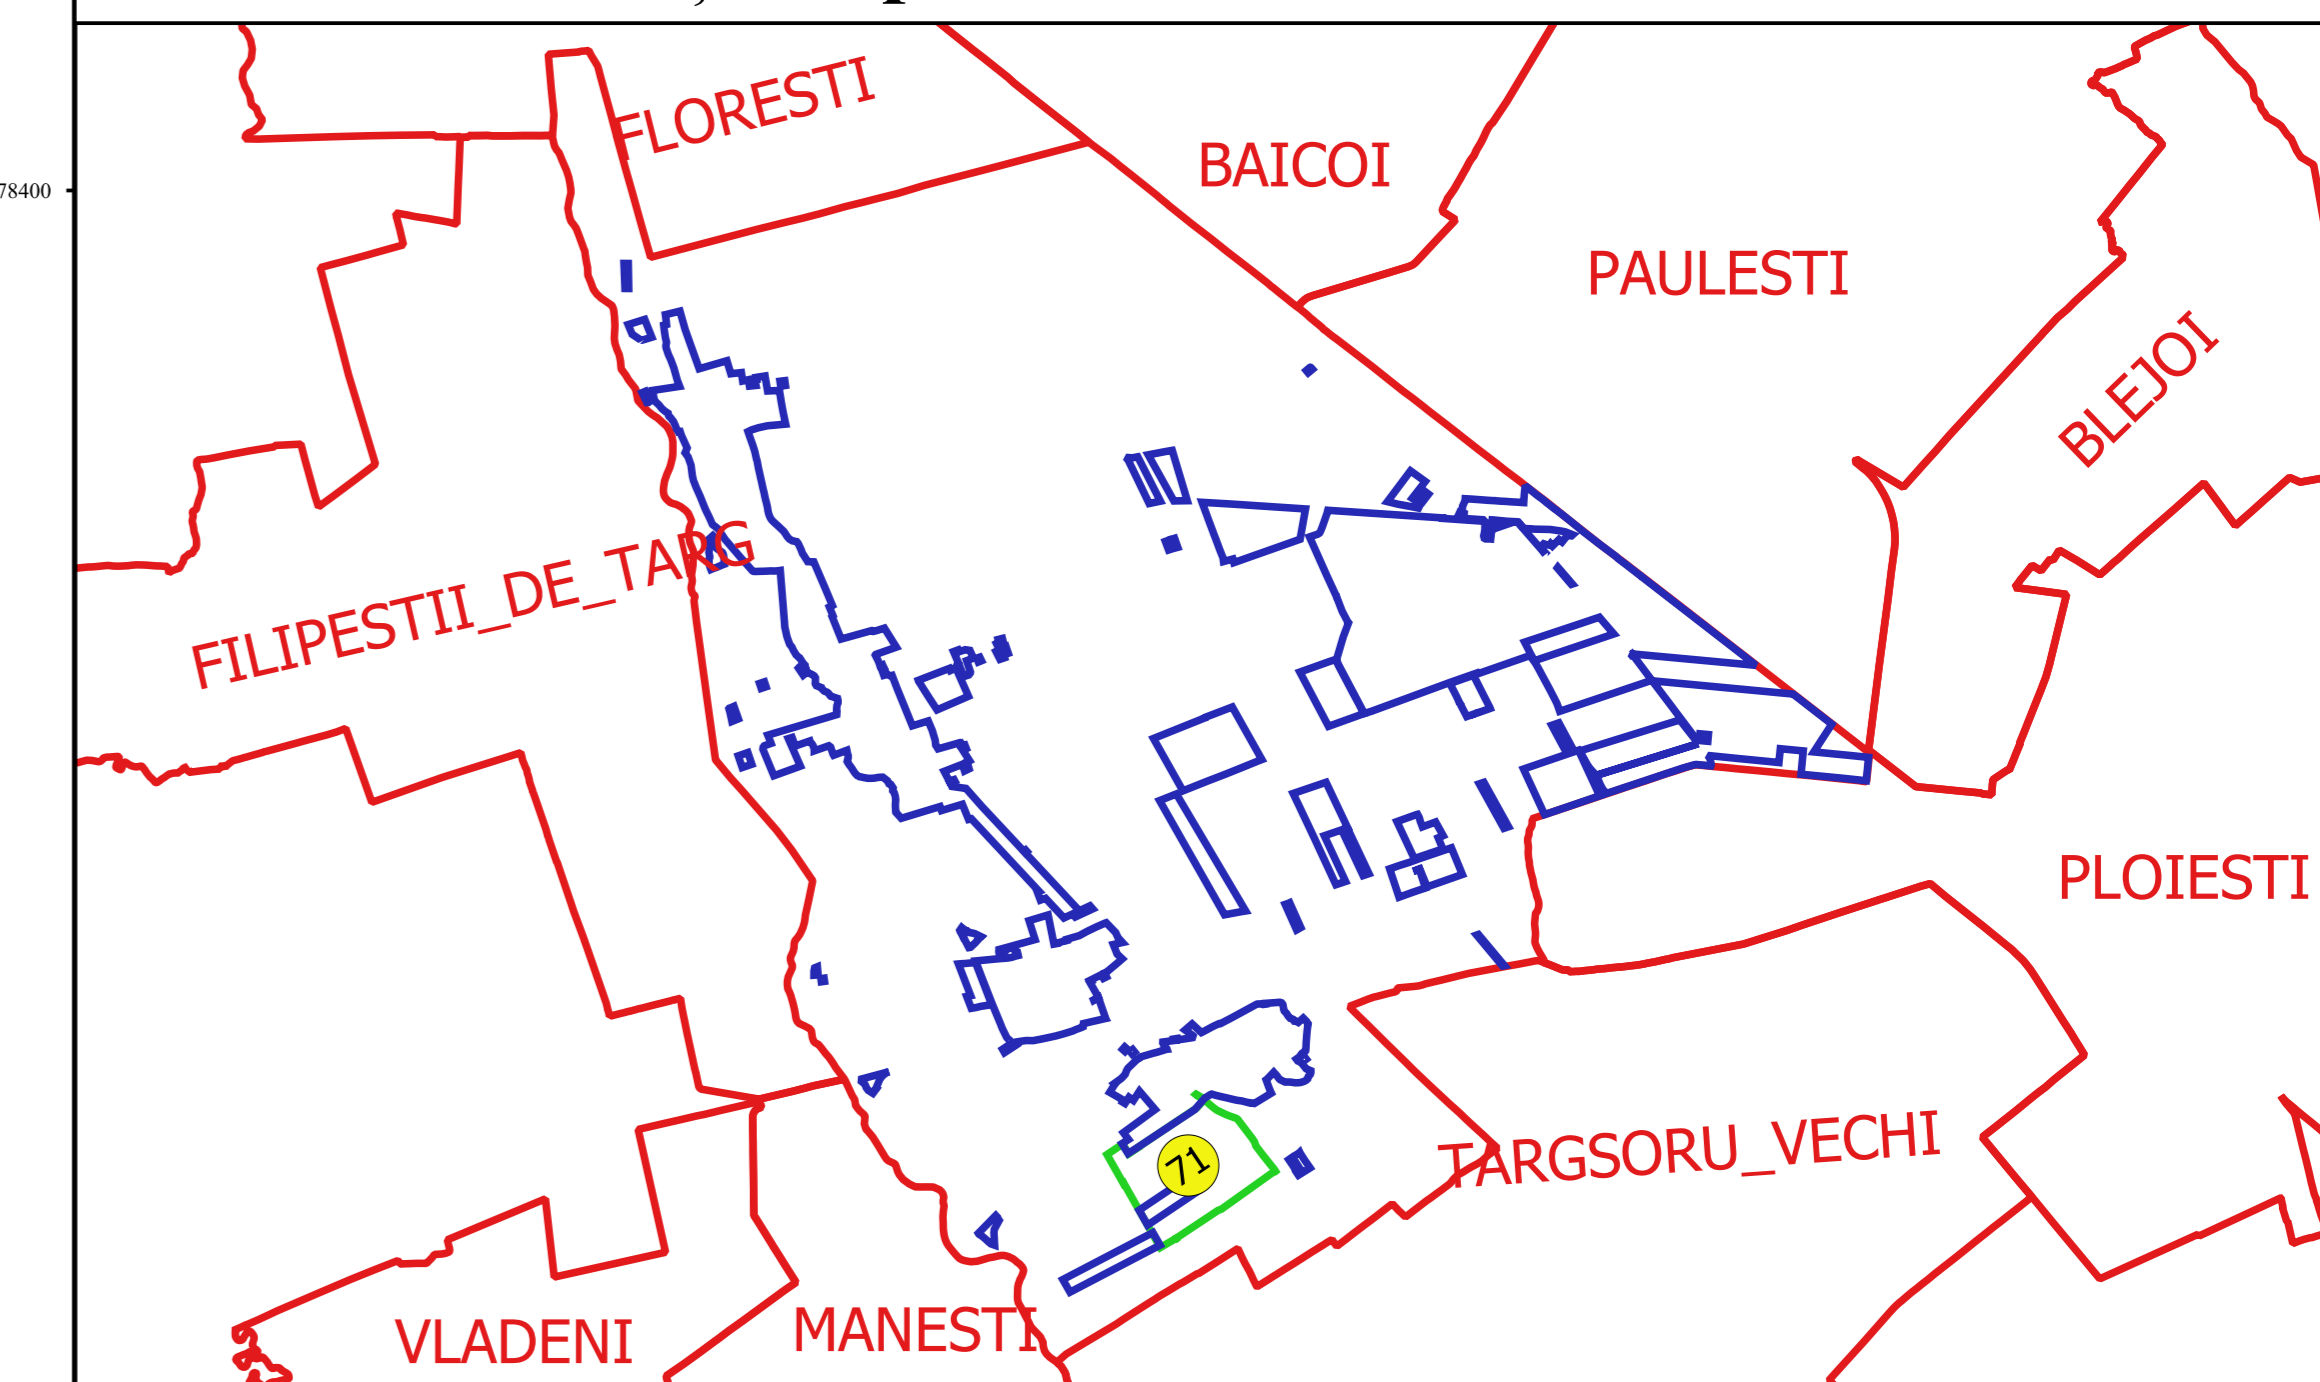 FLORESTI
BAICOI
78400
PAULESTI
BLEJOI
FILIPESTII_DE_TARG
PLOIESTI
TARGSORU_VECHI
71
MANESTI
VLADENI